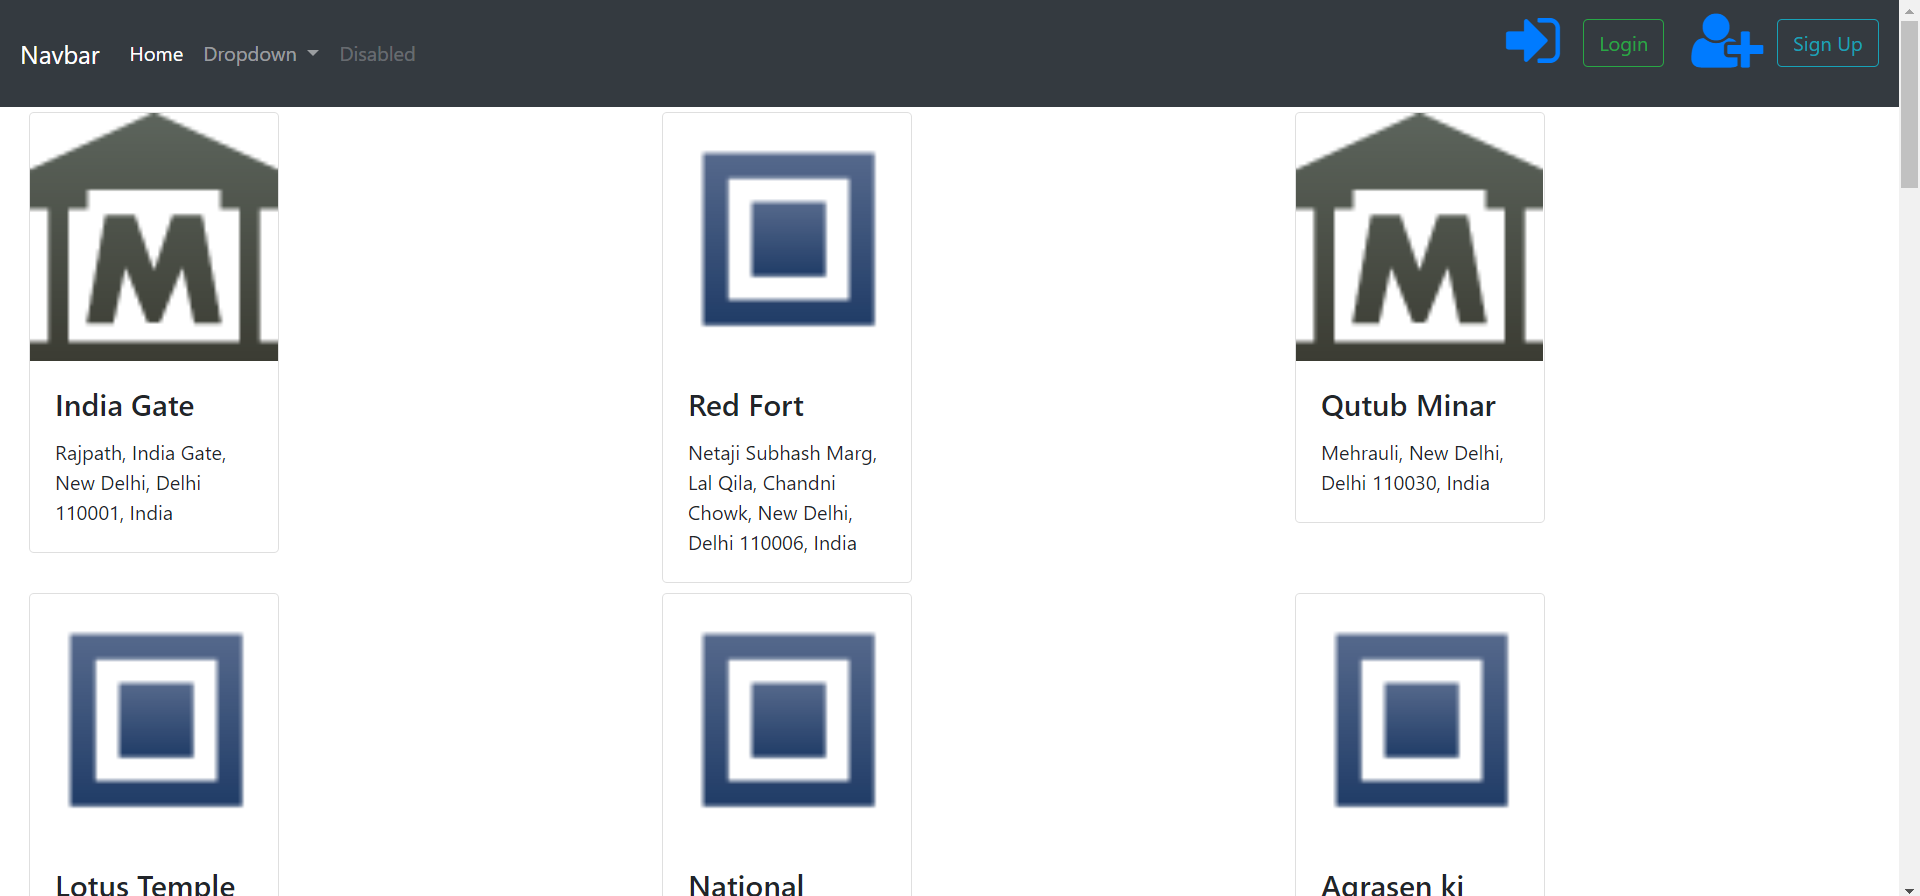 Navbar Home Dropdown Disabled Login Sign Up
M
M
India Gate
Rajpath, India Gate,
New Delhi, Delhi
110001, India
Red Fort
Netaji Subhash Marg,
Lal Qila, Chandni
Chowk, New Delhi,
Delhi 110006, India
Qutub Minar
Mehrauli, New Delhi,
Delhi 110030, India
Lotus Temple
National
Agrasen ki